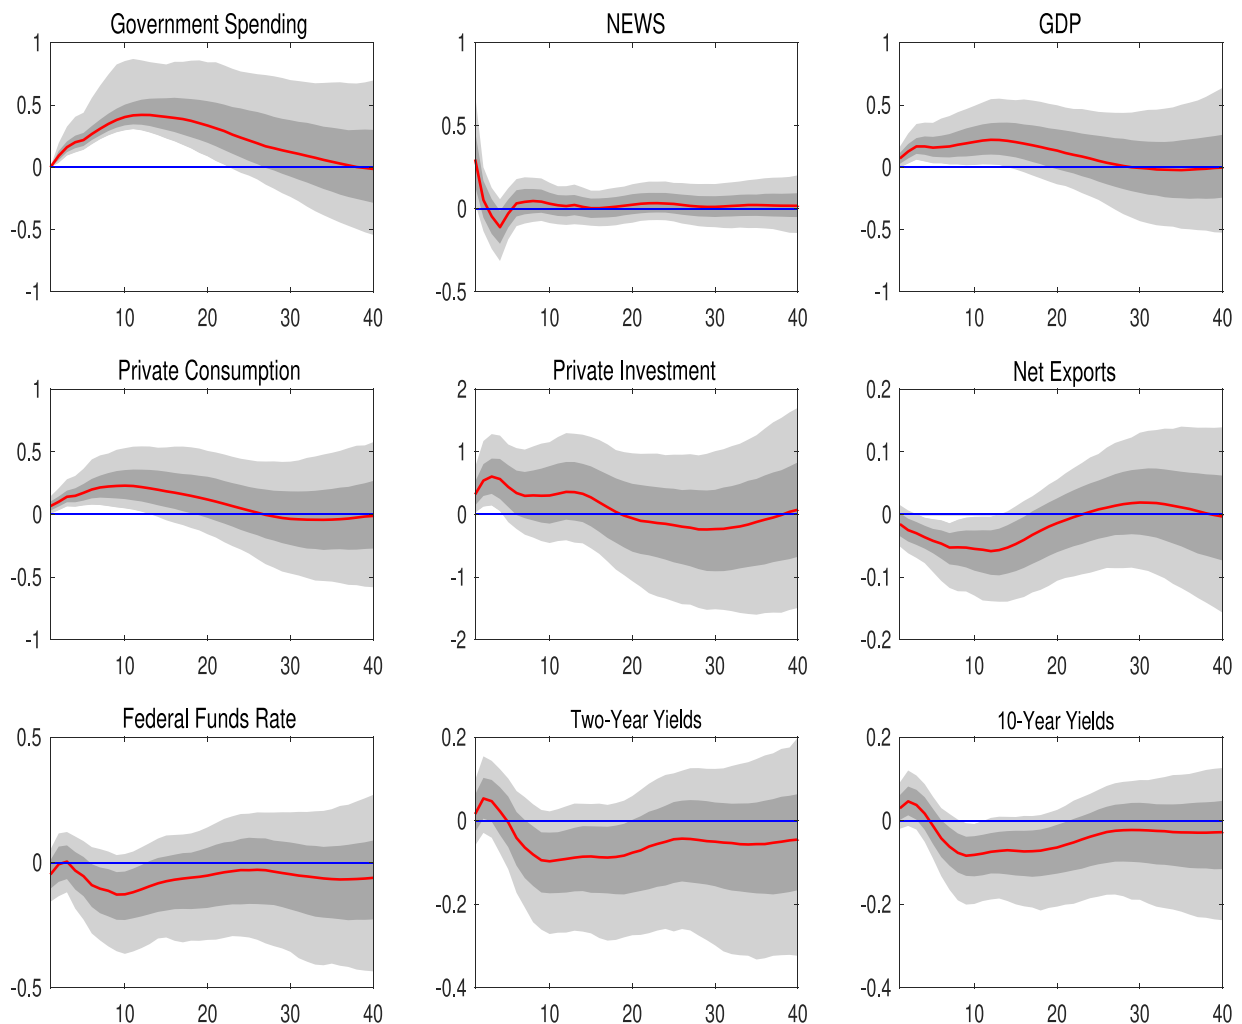 Government Spending
NEWS
GDP
1
0.5
0
-0.5
-1
10 20 30 40
1
0.5
0
-0.5
10 20 30 40
1
0.5
0
-0.5
-1
10 20 30 40
Private Consumption
Private Investment
Net Exports
1
0.5
0
-0.5
-1
10 20 30 40
2
1
0
-1
-2
10 20 30 40
0.2
0.1
0
-0.1
-0.2
10 20 30 40
Federal Funds Rate
Two-Year Yields
10-Year Yields
0.5
0
-0.5
10 20 30 40
0.2
0
-0.2
-0.4
10 20 30 40
0.2
0
-0.2
-0.4
10 20 30 40